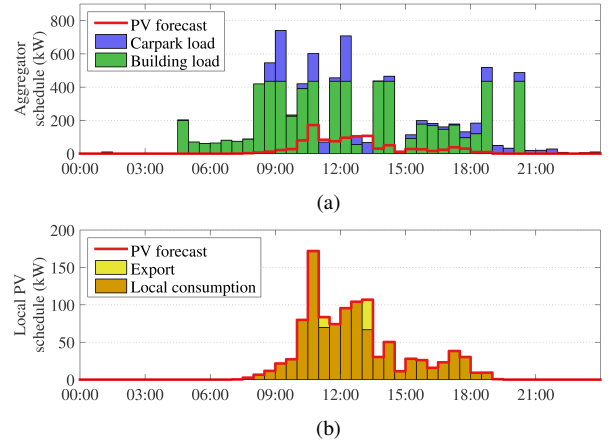 800
600
400
200
0
Aggregator
schedule (kW)
PV forecast
Carpark load
Building load
00:00 03:00 06:00 09:00 12:00 15:00 18:00 21:00
(a)
200
150
100
50
0
Local PV
schedule (kW)
PV forecast
Export
Local consumption
00:00 03:00 06:00 09:00 12:00 15:00 18:00 21:00
(b)